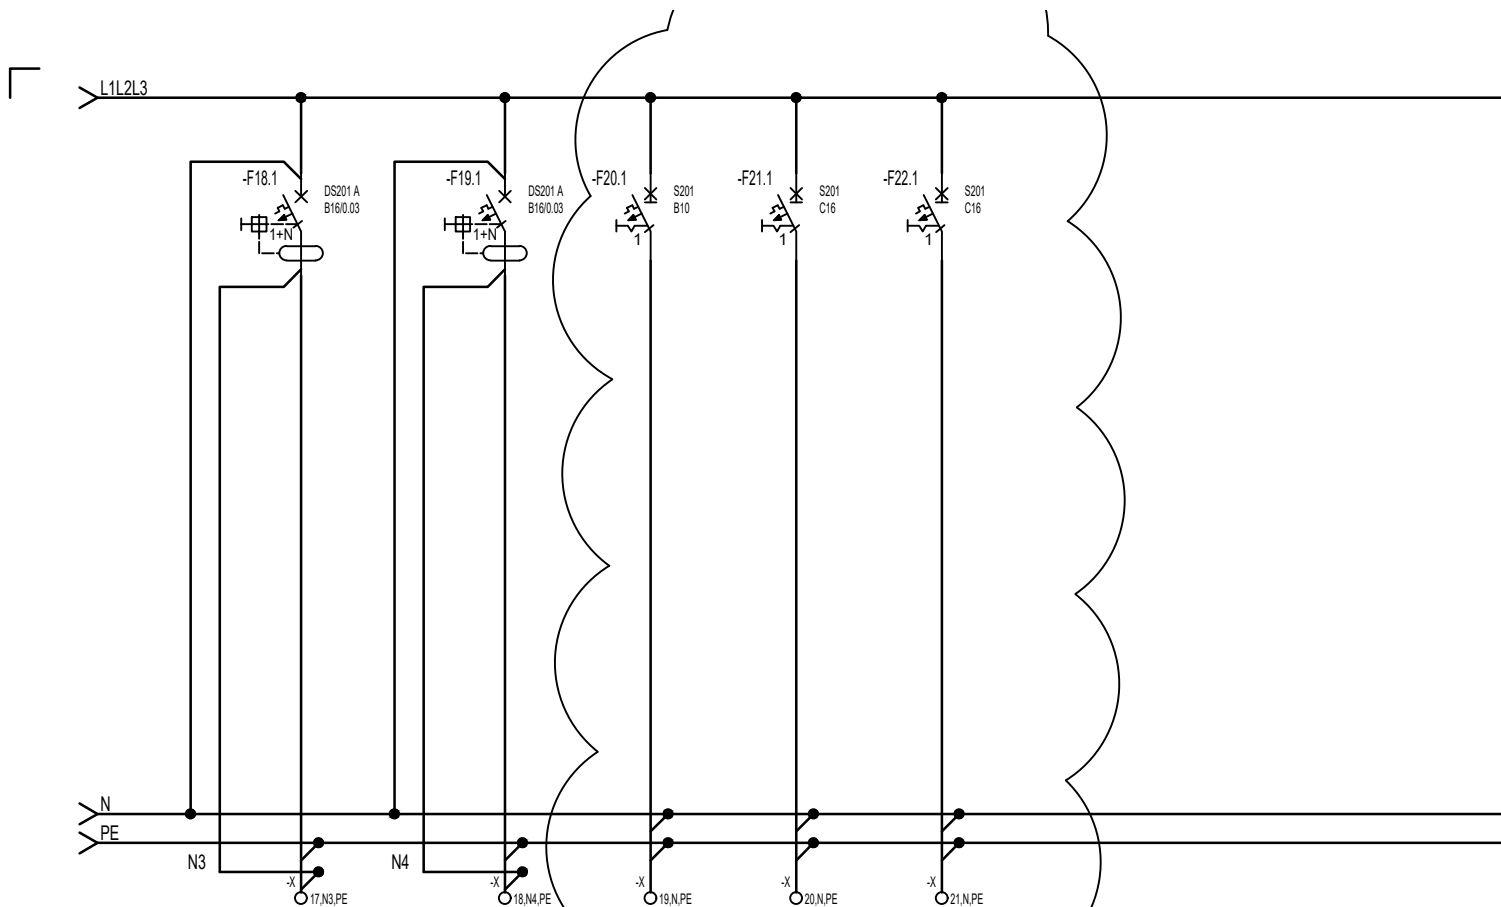 L1L2L3
-F18.1
DS201 A
B16/0.03
1+N
-F19.1
DS201 A
B16/0.03
1+N
-F20.1
S201
B10
1
-F21.1
S201
C16
1
-F22.1
S201
C16
1
N
PE
N3
N4
-X
17,N3,PE
-X
18,N4,PE
-X
19,N,PE
-X
20,N,PE
-X
21,N,PE